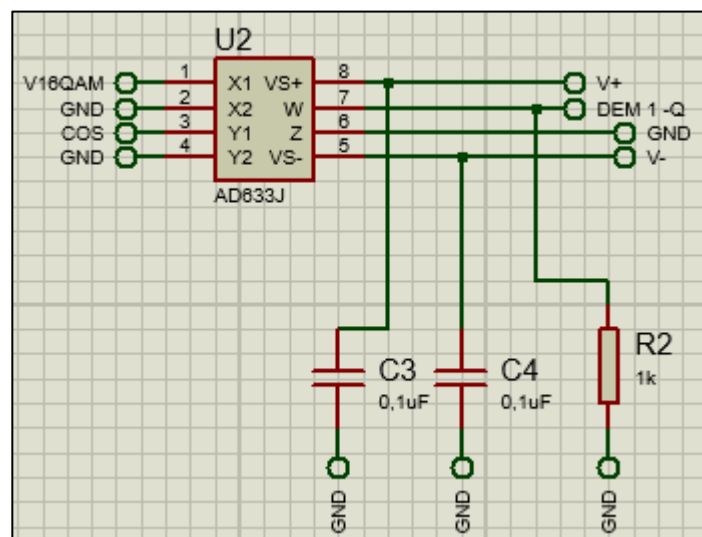 U2
V16QAM 1 X1 VS+ 8 V+
GND 2 X2 W 7 DEM 1 -Q
COS 3 Y1 Z 6 GND
GND 4 Y2 VS- 5 V-
AD633J
C3
0,1uF
C4
0,1uF
R2
1k
GND
GND
GND